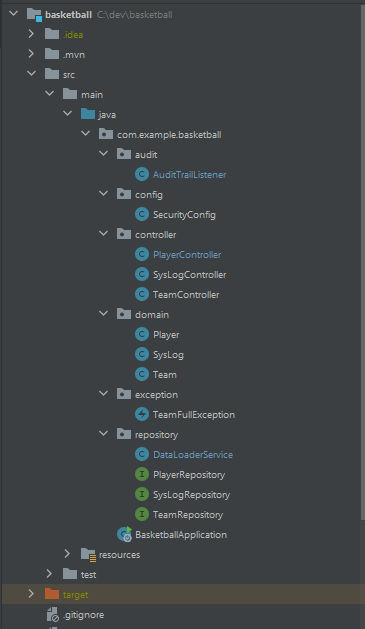 basketball C:\dev\basketball
.idea
.mvn
src
main
java
com.example.basketball
audit
AuditTrailListener
config
SecurityConfig
controller
PlayerController
SysLogController
TeamController
domain
Player
SysLog
Team
exception
TeamFullException
repository
DataLoaderService
PlayerRepository
SysLogRepository
TeamRepository
BasketballApplication
resources
test
target
.gitignore